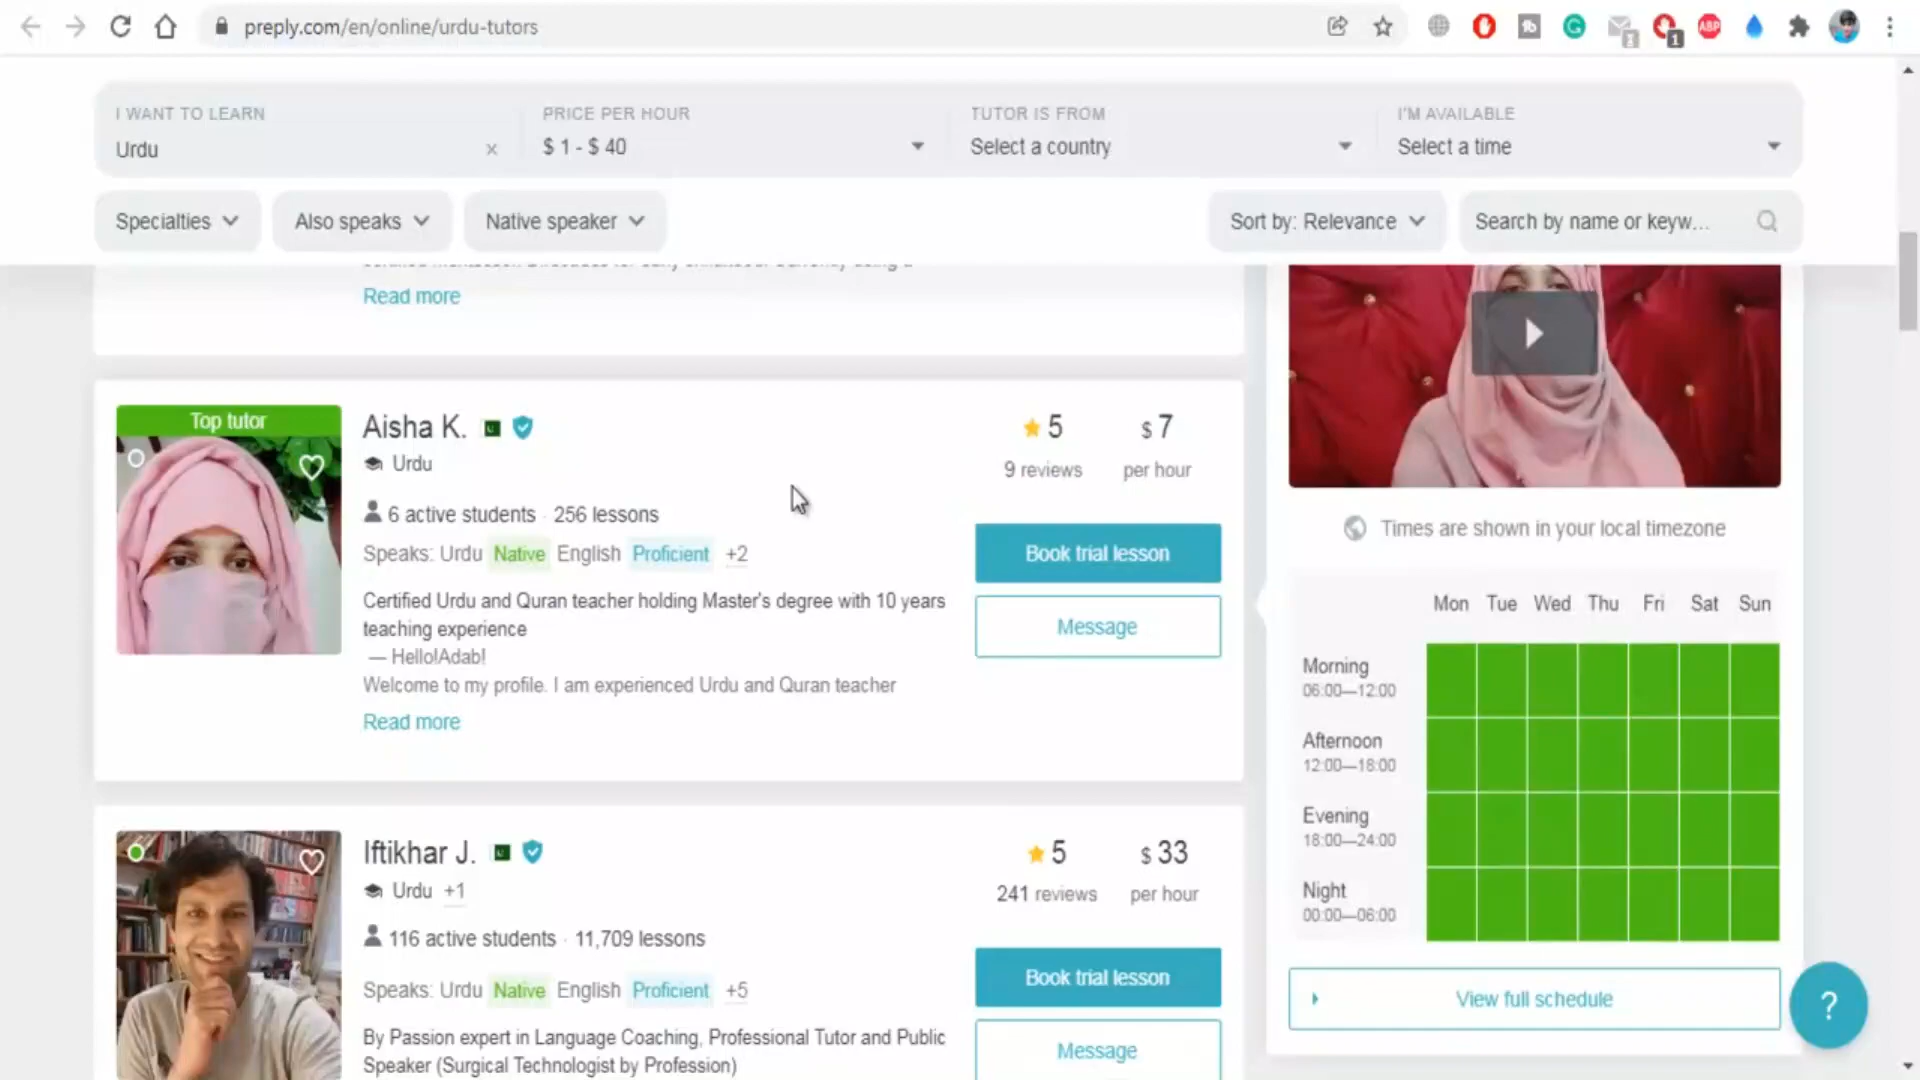 preply.com/en/online/urdu-tutors
1
ABP
I WANT TO LEARN
Urdu
PRICE PER HOUR
$ 1 - $ 40
TUTOR IS FROM
Select a country
I'M AVAILABLE
Select a time
Specialties
Also speaks
Native speaker
Sort by: Relevance
Search by name or keyw...
Read more
Top tutor
Aisha K.
Urdu
6 active students · 256 lessons
Speaks: Urdu Native English Proficient +2
Certified Urdu and Quran teacher holding Master's degree with 10 years
teaching experience
— Hello!Adab!
Welcome to my profile. I am experienced Urdu and Quran teacher
Read more
5
9 reviews
$ 7
per hour
Book trial lesson
Message
Iftikhar J.
Urdu +1
116 active students · 11,709 lessons
Speaks: Urdu Native English Proficient +5
By Passion expert in Language Coaching, Professional Tutor and Public
Speaker (Surgical Technologist by Profession)
5
241 reviews
$ 33
per hour
Book trial lesson
Message
Times are shown in your local timezone
Mon Tue Wed Thu Fri Sat Sun
Morning
06:00—12:00
Afternoon
12:00—18:00
Evening
18:00—24:00
Night
00:00—06:00
View full schedule
?